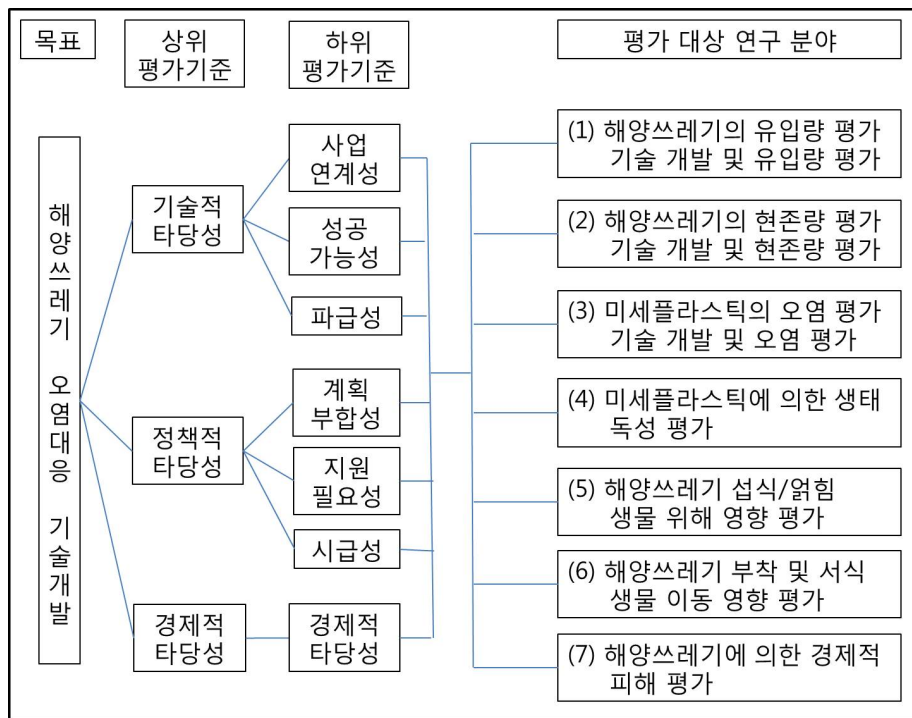 목표
상위
평가기준
하위
평가기준
평가 대상 연구 분야
해양쓰레기 오염대응 기술개발
기술적
타당성
정책적
타당성
경제적
타당성
사업
연계성
성공
가능성
파급성
계획
부합성
지원
필요성
시급성
경제적
타당성
(1) 해양쓰레기의 유입량 평가
기술 개발 및 유입량 평가
(2) 해양쓰레기의 현존량 평가
기술 개발 및 현존량 평가
(3) 미세플라스틱의 오염 평가
기술 개발 및 오염 평가
(4) 미세플라스틱에 의한 생태
독성 평가
(5) 해양쓰레기 섭식/얽힘
생물 위해 영향 평가
(6) 해양쓰레기 부착 및 서식
생물 이동 영향 평가
(7) 해양쓰레기에 의한 경제적
피해 평가